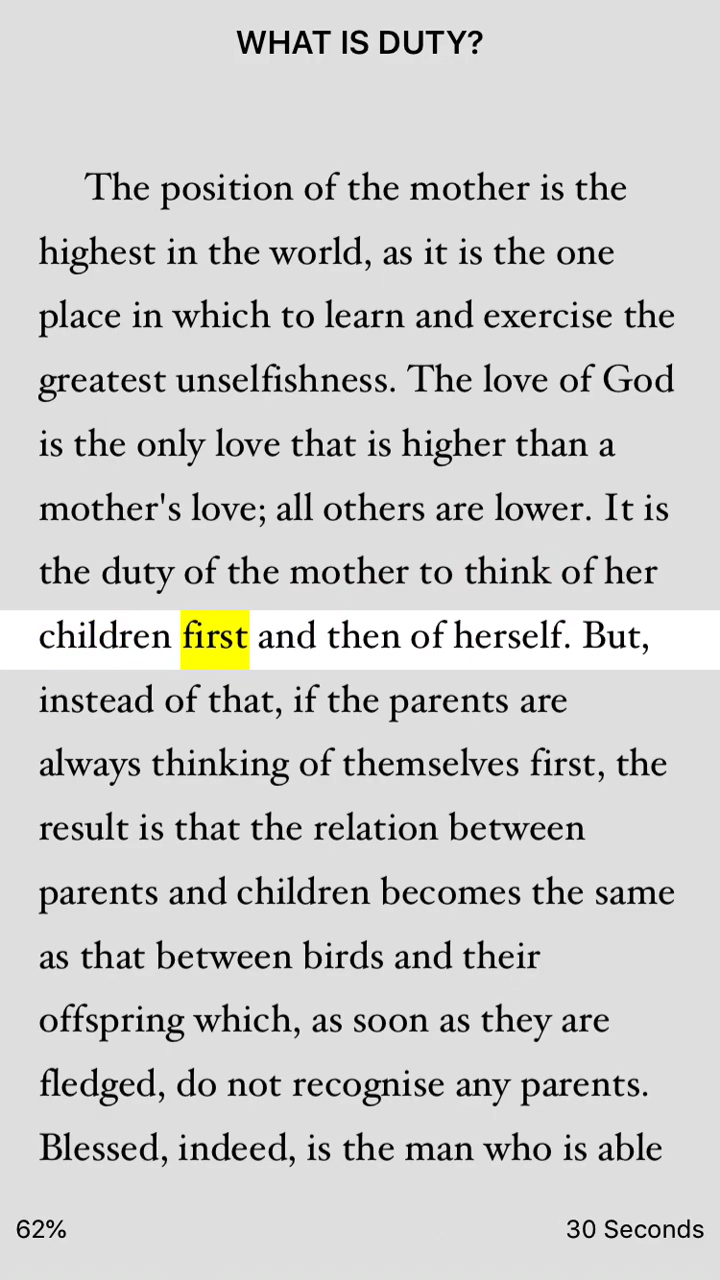 WHAT IS DUTY?
The position of the mother is the
highest in the world, as it is the one
place in which to learn and exercise the
greatest unselfishness. The love of God
is the only love that is higher than a
mother's love; all others are lower. It is
the duty of the mother to think of her
children first and then of herself. But,
instead of that, if the parents are
always thinking of themselves first, the
result is that the relation between
parents and children becomes the same
as that between birds and their
offspring which, as soon as they are
fledged, do not recognise any parents.
Blessed, indeed, is the man who is able
62%
30 Seconds